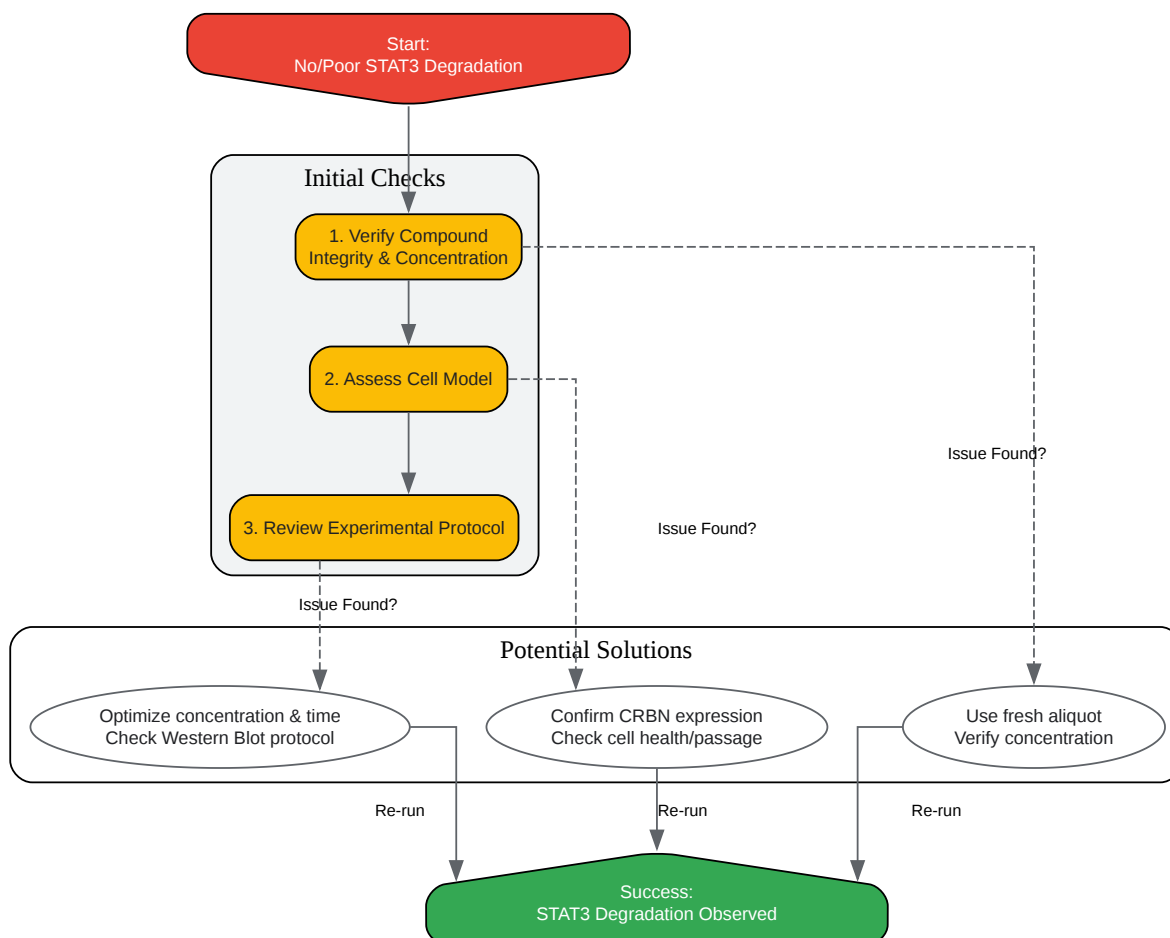 Start:
No/Poor STAT3 Degradation
Initial Checks
1. Verify Compound
Integrity & Concentration
2. Assess Cell Model
Issue Found?
3. Review Experimental Protocol
Issue Found?
Issue Found?
Potential Solutions
Optimize concentration & time
Check Western Blot protocol
Confirm CRBN expression
Check cell health/passage
Use fresh aliquot
Verify concentration
Re-run
Re-run
Re-run
Success:
STAT3 Degradation Observed